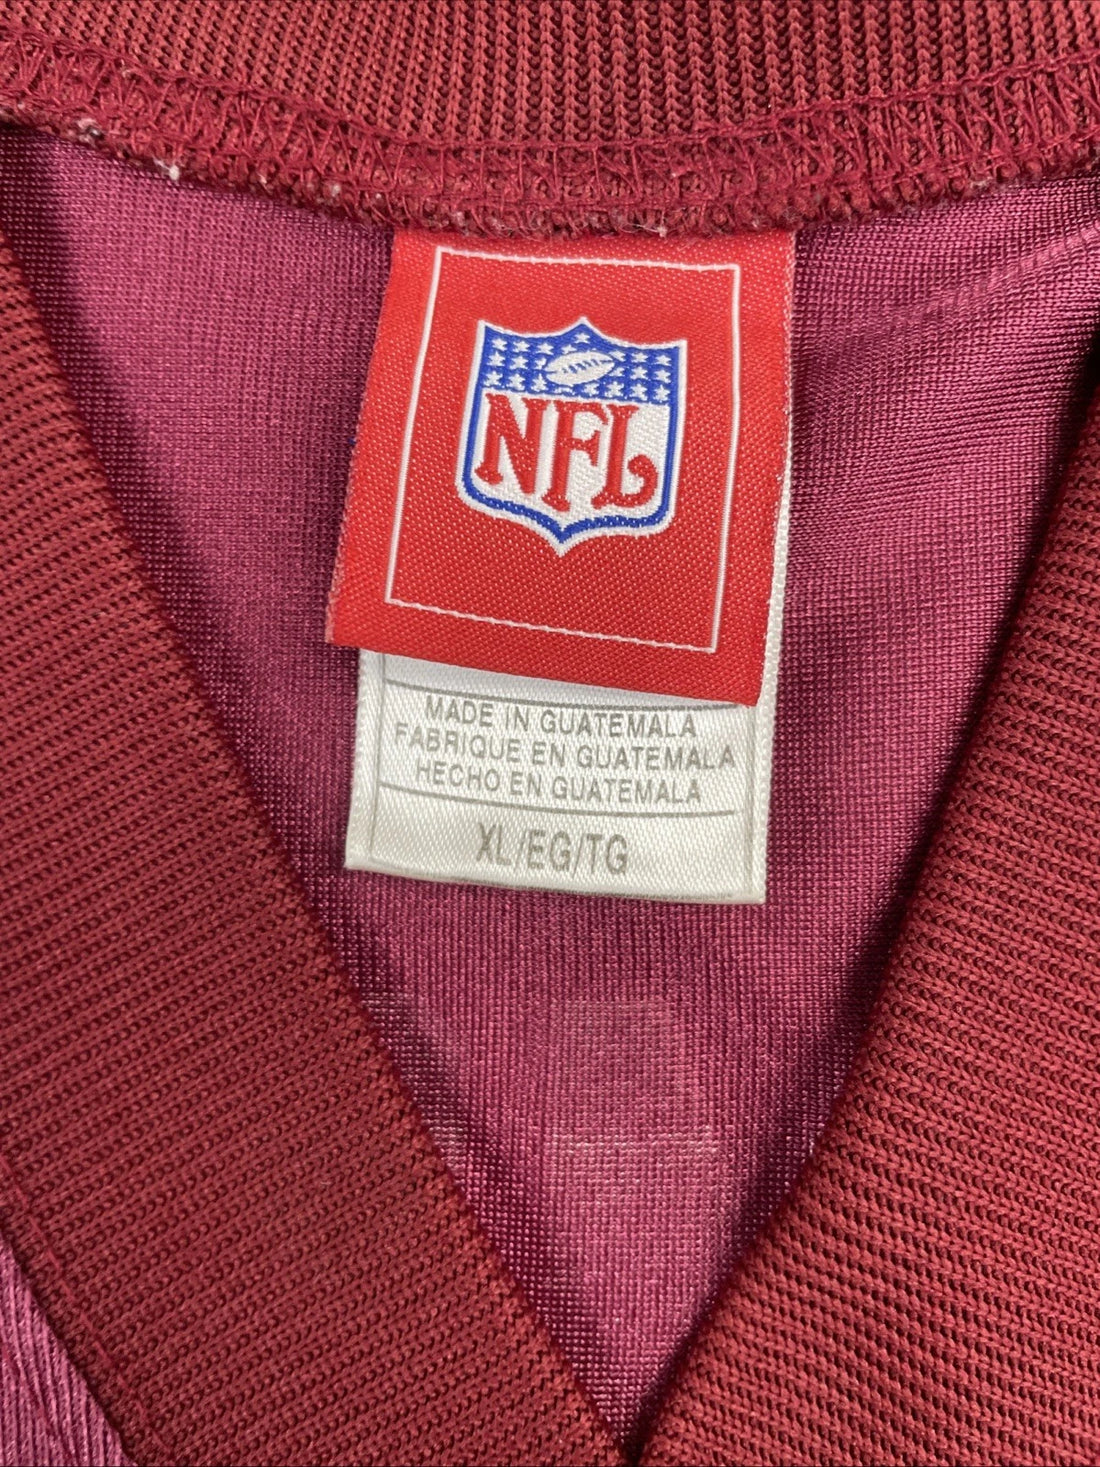 NFL
MADE IN GUATEMALA
FABRIQUE EN GUATEMALA
HECHO EN GUATEMALA
XL/EG/TG